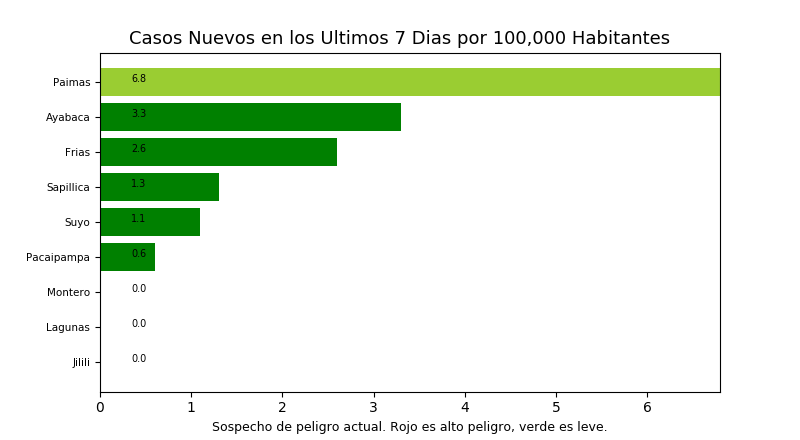 Casos Nuevos en los Ultimos 7 Dias por 100,000 Habitantes
Paimas 6.8
Ayabaca 3.3
Frias 2.6
Sapillica 1.3
Suyo 1.1
Pacaipampa 0.6
Montero 0.0
Lagunas 0.0
Jilili 0.0
0 1 2 3 4 5 6
Sospecho de peligro actual. Rojo es alto peligro, verde es leve.